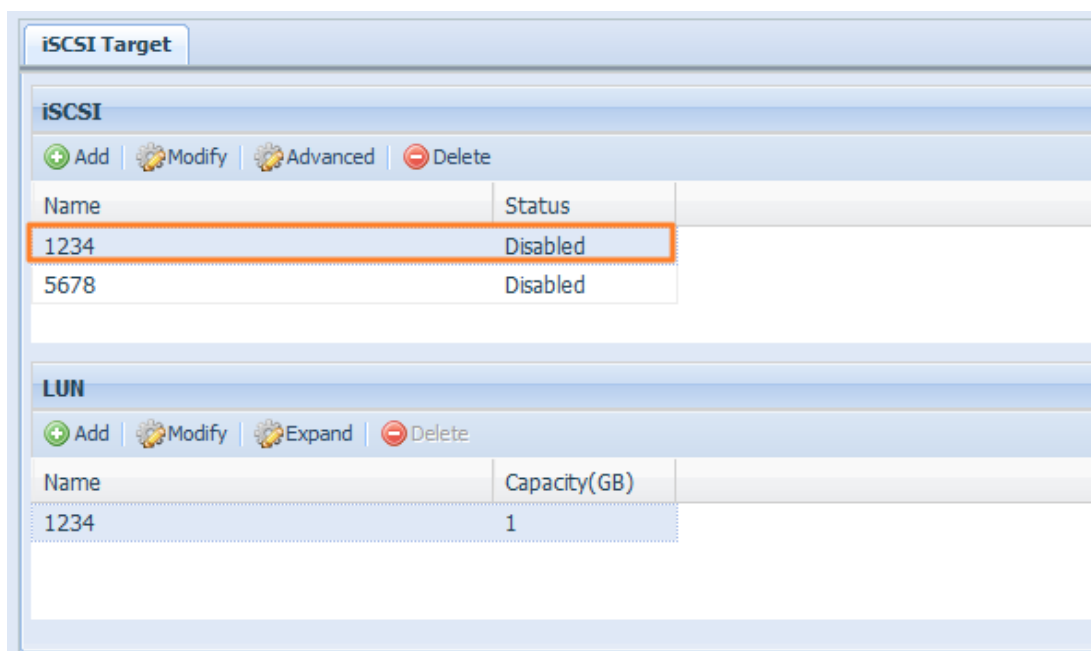 iSCSI Target
iSCSI
Add Modify Advanced Delete
Name Status
1234 Disabled
5678 Disabled
LUN
Add Modify Expand Delete
Name Capacity(GB)
1234 1